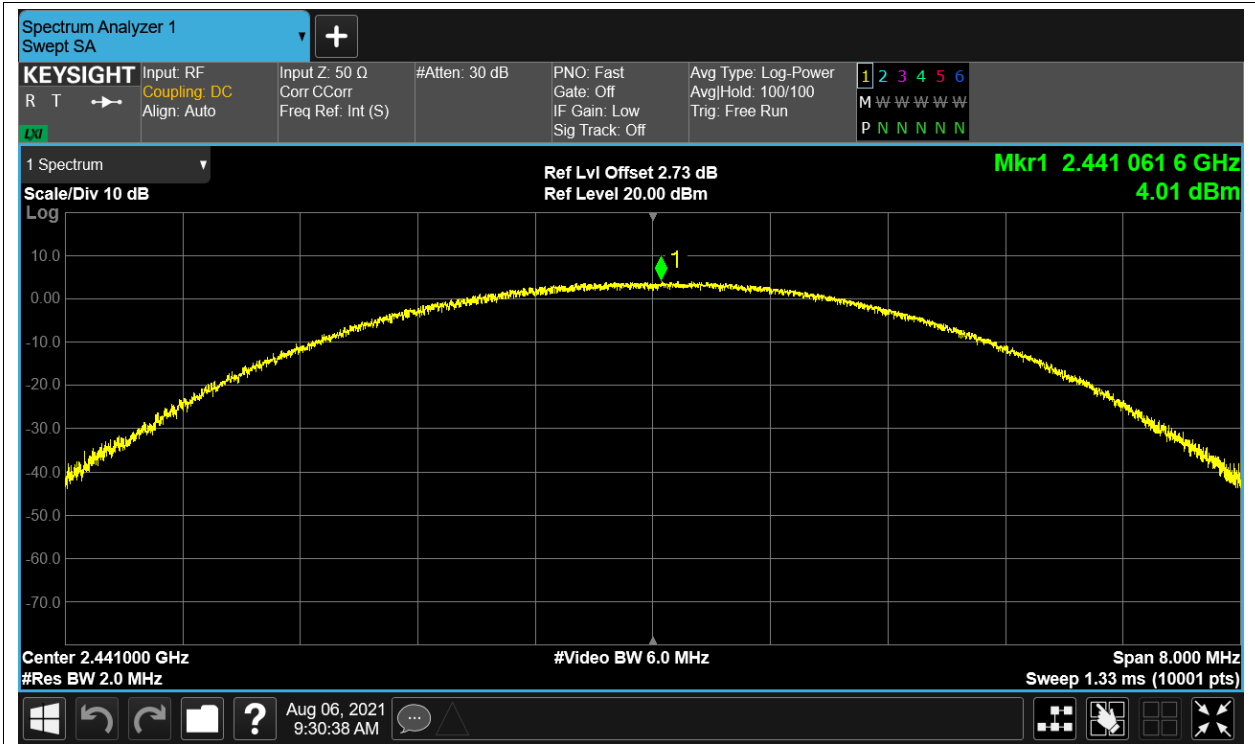 Spectrum Analyzer 1
Swept SA
KEYSIGHT
R T
LXI
Input: RF
Coupling: DC
Align: Auto
Input Z: 50 Ω
Corr CCorr
Freq Ref: Int (S)
#Atten: 30 dB
PNO: Fast
Gate: Off
IF Gain: Low
Sig Track: Off
Avg Type: Log-Power
Avg|Hold: 100/100
Trig: Free Run
1 2 3 4 5 6
M W W W W W
P N N N N N
1 Spectrum
Scale/Div 10 dB
Log
Ref Lvl Offset 2.73 dB
Ref Level 20.00 dBm
Mkr1 2.441 061 6 GHz
4.01 dBm
1
10.0
0.00
-10.0
-20.0
-30.0
-40.0
-50.0
-60.0
-70.0
Center 2.441000 GHz
#Res BW 2.0 MHz
#Video BW 6.0 MHz
Span 8.000 MHz
Sweep 1.33 ms (10001 pts)
?
Aug 06, 2021
9:30:38 AM